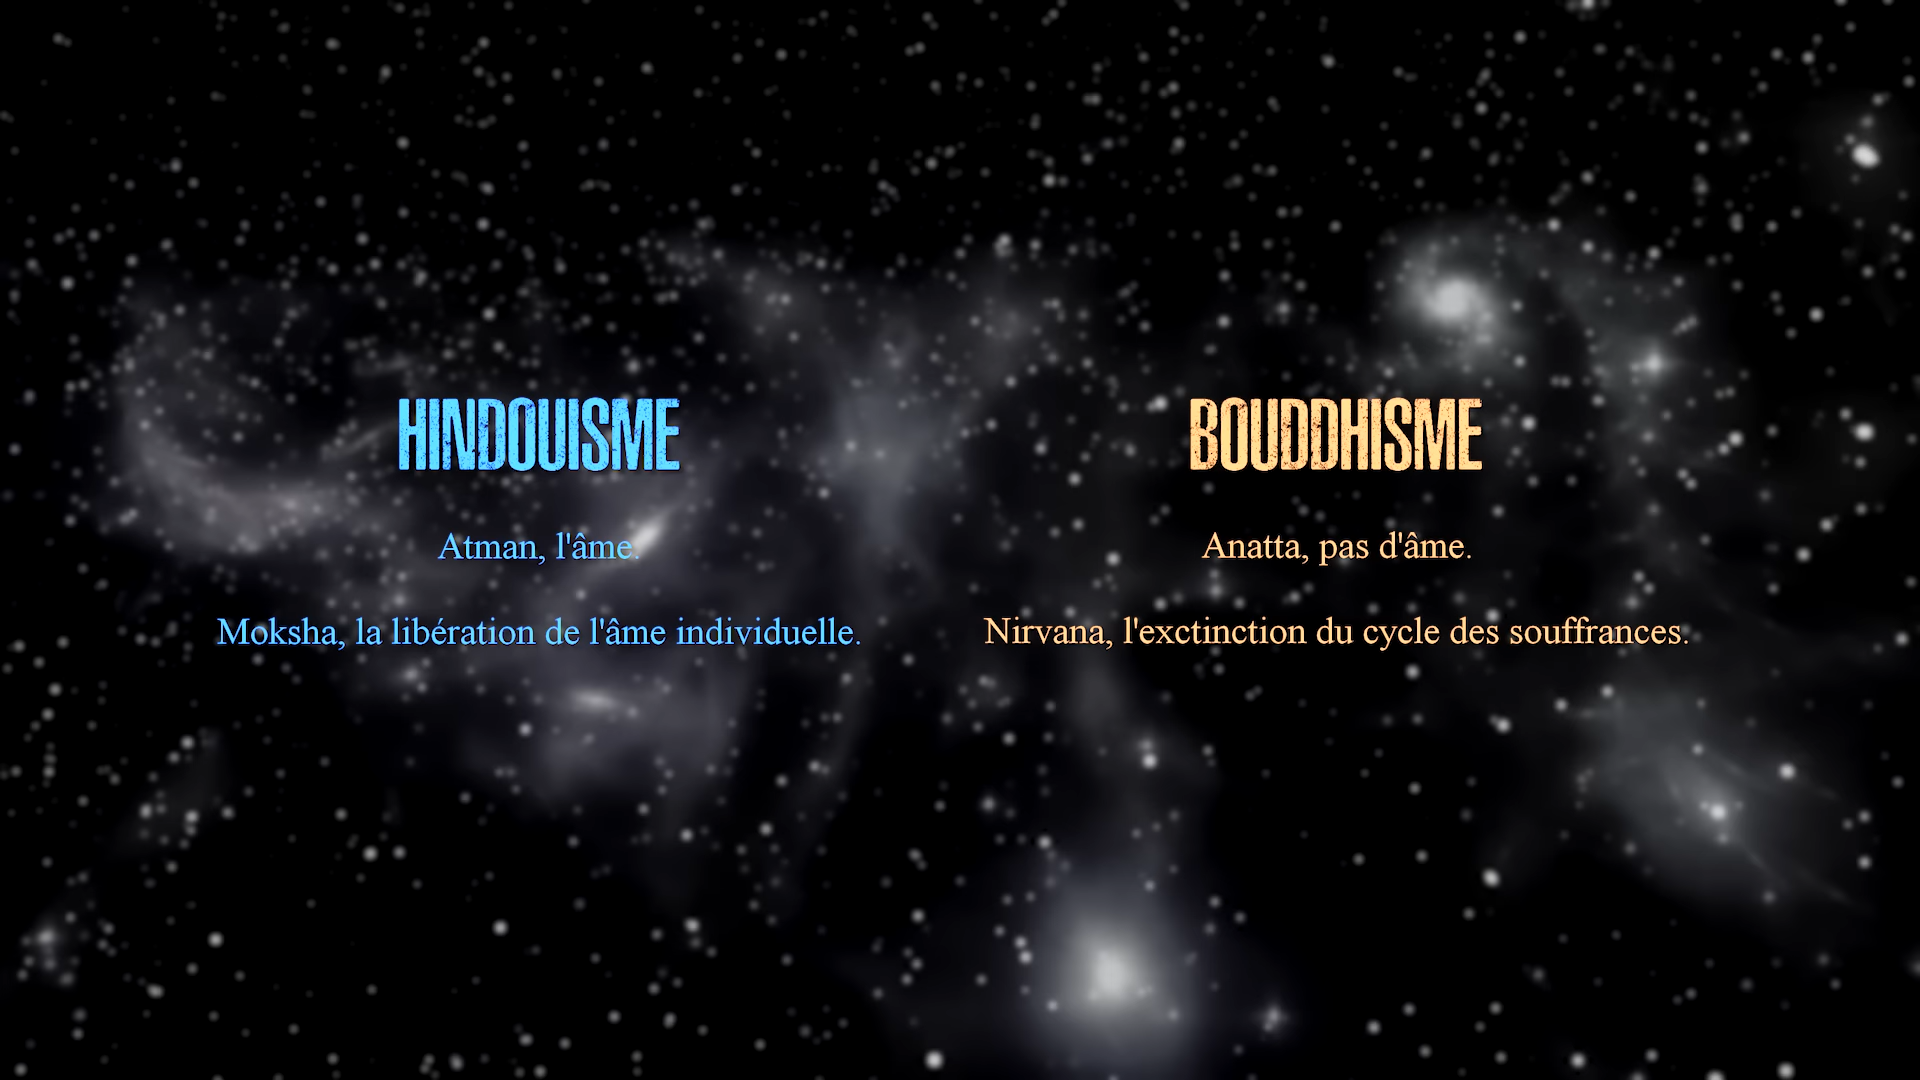 HINDOUISME
Atman, l'âme.
Moksha, la libération de l'âme individuelle.
BOUDDHISME
Anatta, pas d'âme.
Nirvana, l'exctinction du cycle des souffrances.